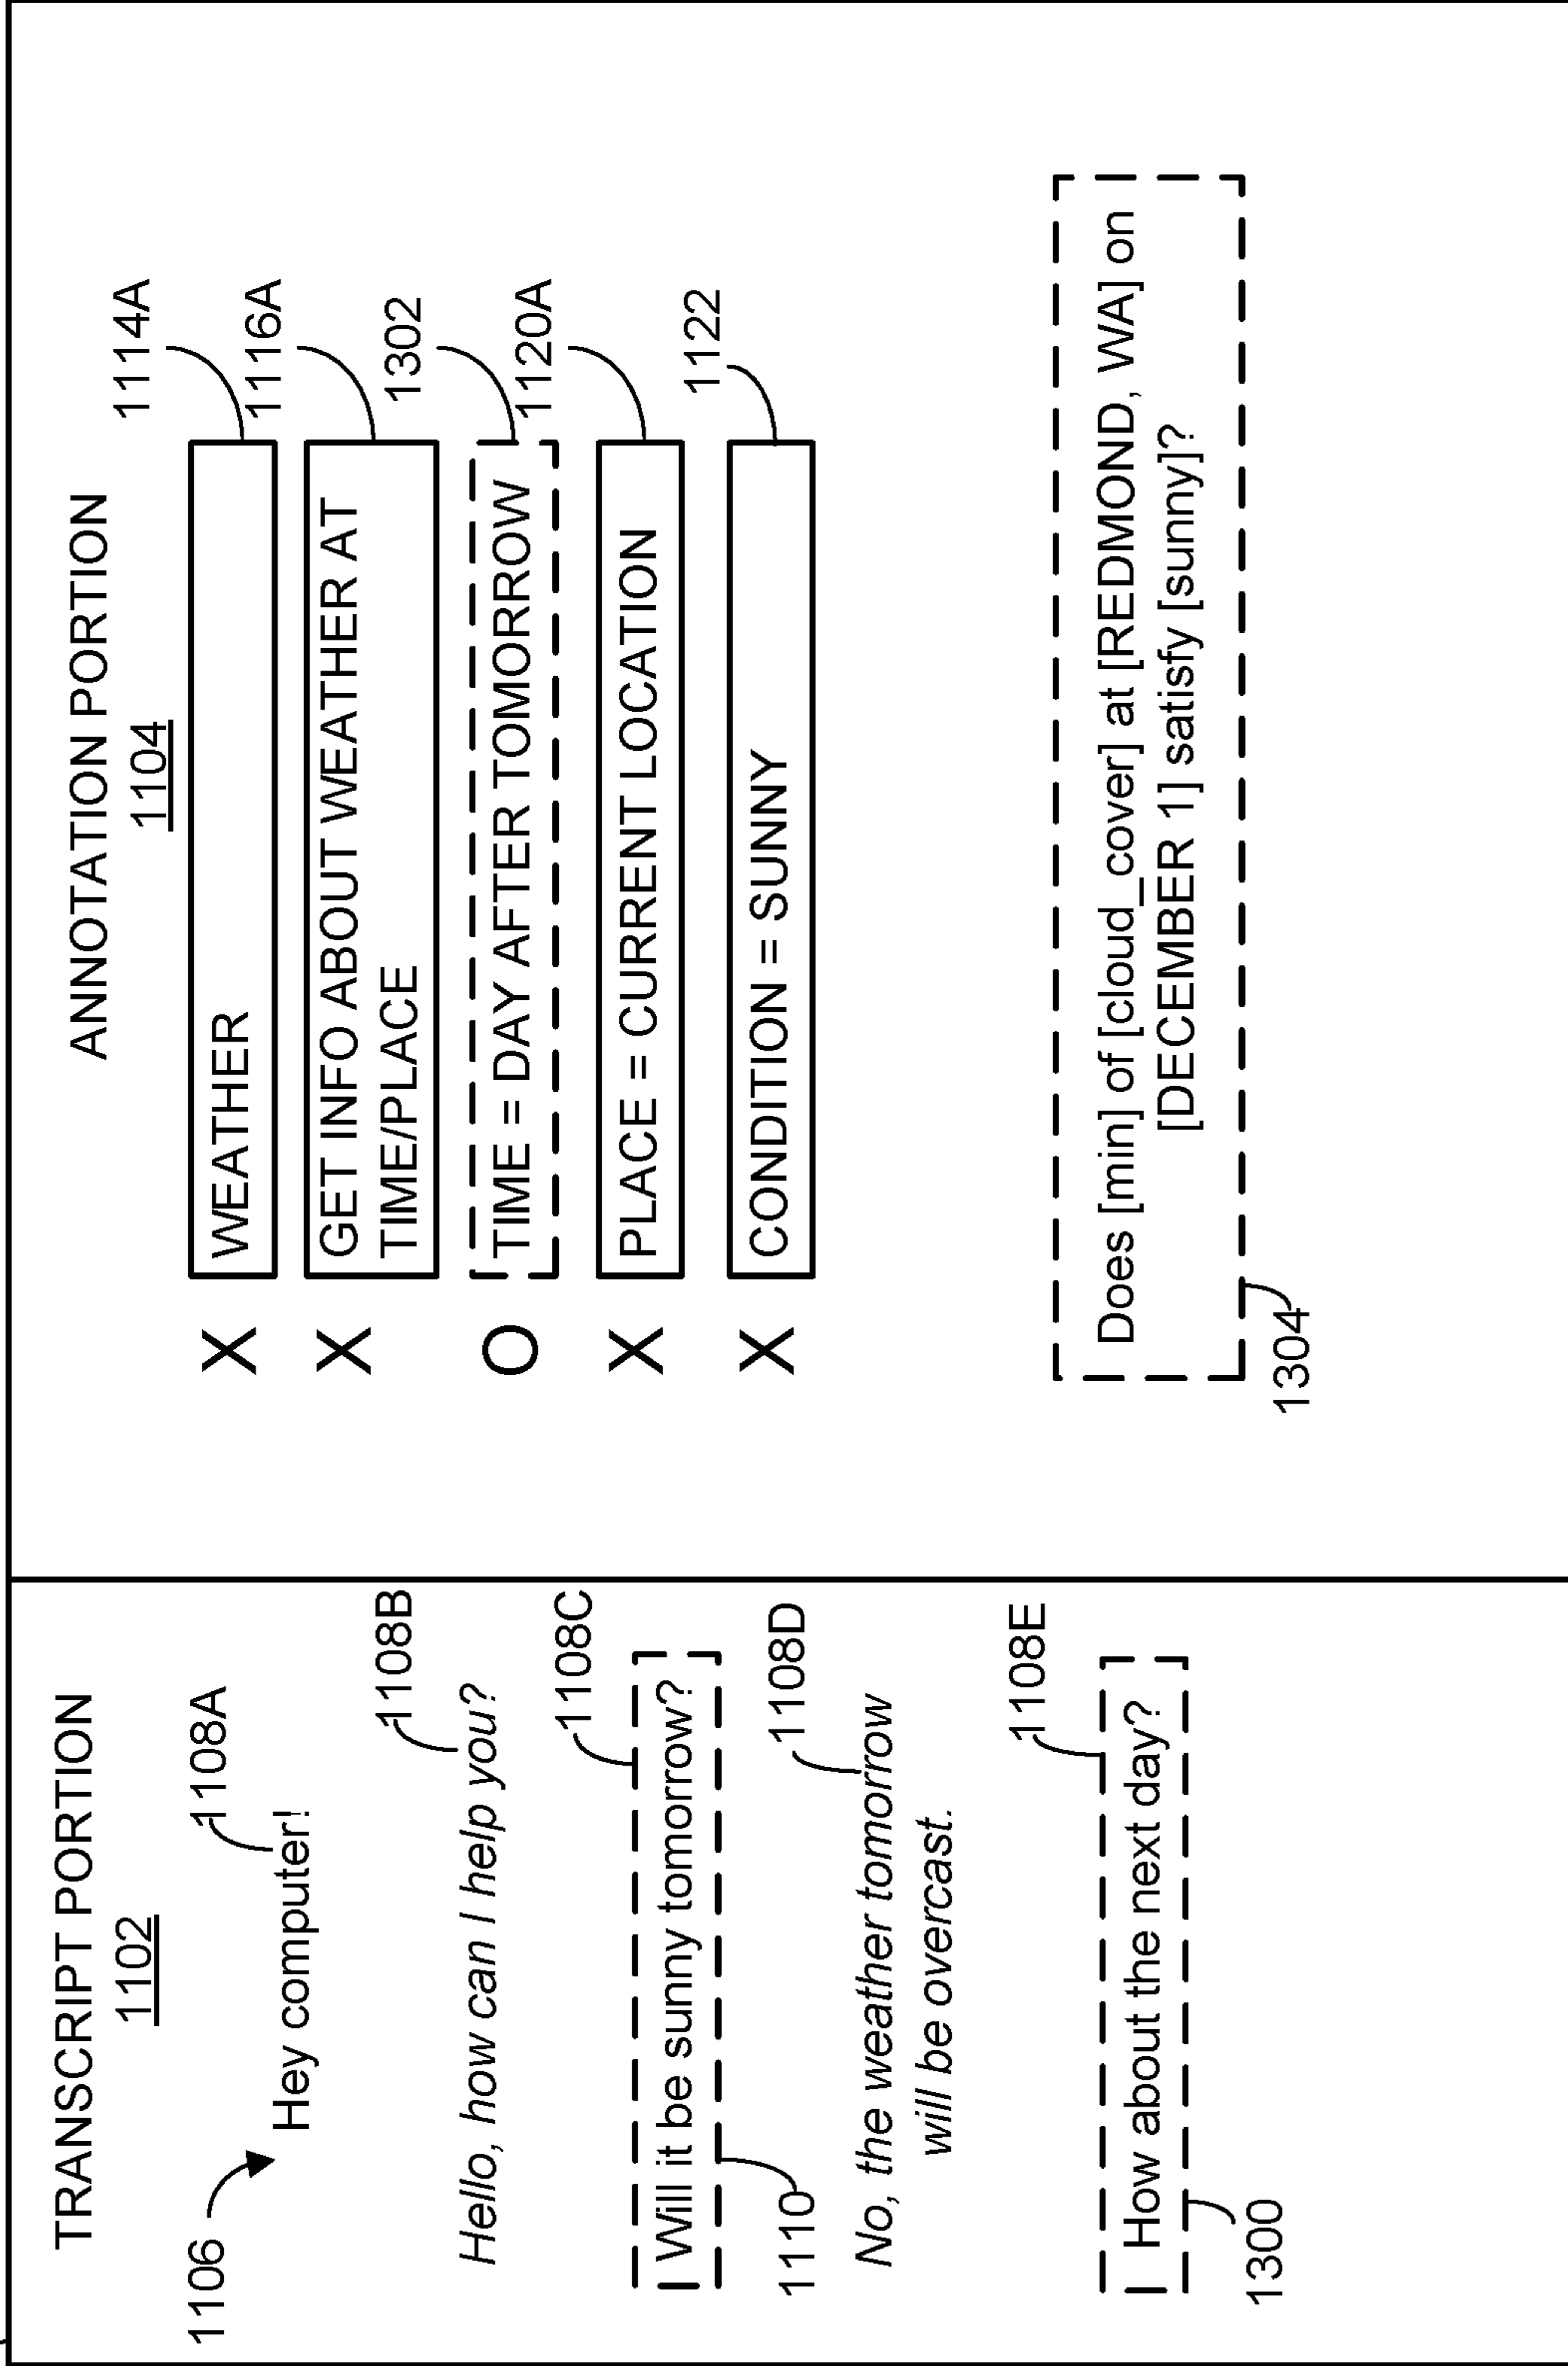 TRANSCRIPT PORTION
1102
1106
1108A
Hey computer!
1108B
Hello, how can I help you?
1108C
Will it be sunny tomorrow?
1110
1108D
No, the weather tomorrow
will be overcast.
1108E
How about the next day?
1300
ANNOTATION PORTION
1104
1114A
X WEATHER
1116A
X GET INFO ABOUT WEATHER AT
TIME/PLACE
1302
O TIME = DAY AFTER TOMORROW
1120A
X PLACE = CURRENT LOCATION
1122
X CONDITION = SUNNY
Does [min] of [cloud_cover] at [REDMOND, WA] on
[DECEMBER 1] satisfy [sunny]?
1304